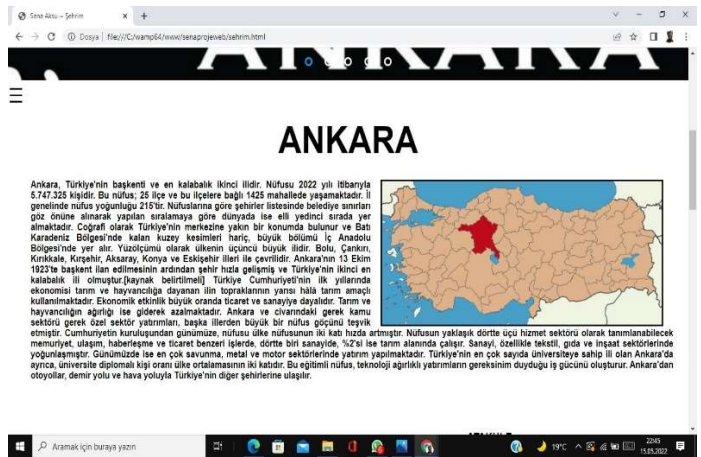 Sena Aksu – Şehrim
Dosya | file:///C:/wamp64/www/senaprojeweb/sehrim.html
ANKARA
ANKARA
Ankara, Türkiye'nin başkenti ve en kalabalık ikinci ilidir. Nüfusu 2022 yılı itibarıyla
5.747.325 kişidir. Bu nüfus; 25 ilçe ve bu ilçelere bağlı 1425 mahallede yaşamaktadır. İl
genelinde nüfus yoğunluğu 215'tir. Nüfuslarına göre şehirler listesinde belediye sınırları
göz önüne alınarak yapılan sıralamaya göre dünyada ise elli yedinci sırada yer
almaktadır. Coğrafi olarak Türkiye'nin merkezine yakın bir konumda bulunur ve Batı
Karadeniz Bölgesi'nde kalan kuzey kesimleri hariç, büyük bölümü İç Anadolu
Bölgesi'nde yer alır. Yüzölçümü olarak ülkenin üçüncü büyük ilidir. Bolu, Çankırı,
Kırıkkale, Kırşehir, Aksaray, Konya ve Eskişehir illeri ile çevrilidir. Ankara'nın 13 Ekim
1923'te başkent ilan edilmesinin ardından şehir hızla gelişmiş ve Türkiye'nin ikinci en
kalabalık ili olmuştur.[kaynak belirtilmeli] Türkiye Cumhuriyeti'nin ilk yıllarında
ekonomisi tarım ve hayvancılığa dayanan ilin topraklarının yarısı hâlâ tarım amaçlı
kullanılmaktadır. Ekonomik etkinlik büyük oranda ticaret ve sanayiye dayalıdır. Tarım ve
hayvancılığın ağırlığı ise giderek azalmaktadır. Ankara ve civarındaki gerek kamu
sektörü gerek özel sektör yatırımları, başka illerden büyük bir nüfus göçünü teşvik
etmiştir. Cumhuriyetin kuruluşundan günümüze, nüfusu ülke nüfusunun iki katı hızda artmıştır. Nüfusun yaklaşık dörtte üçü hizmet sektörü olarak tanımlanabilecek
memuriyet, ulaşım, haberleşme ve ticaret benzeri işlerde, dörtte biri sanayide, %2'si ise tarım alanında çalışır. Sanayi, özellikle tekstil, gıda ve inşaat sektörlerinde
yoğunlaşmıştır. Günümüzde ise en çok savunma, metal ve motor sektörlerinde yatırım yapılmaktadır. Türkiye'nin en çok sayıda üniversiteye sahip ili olan Ankara'da
ayrıca, üniversite diplomalı kişi oranı ülke ortalamasının iki katıdır. Bu eğitimli nüfus, teknoloji ağırlıklı yatırımların gereksinim duyduğu iş gücünü oluşturur. Ankara'dan
otoyollar, demir yolu ve hava yoluyla Türkiye'nin diğer şehirlerine ulaşılır.
Aramak için buraya yazın
19°C
22:45
15.05.2022